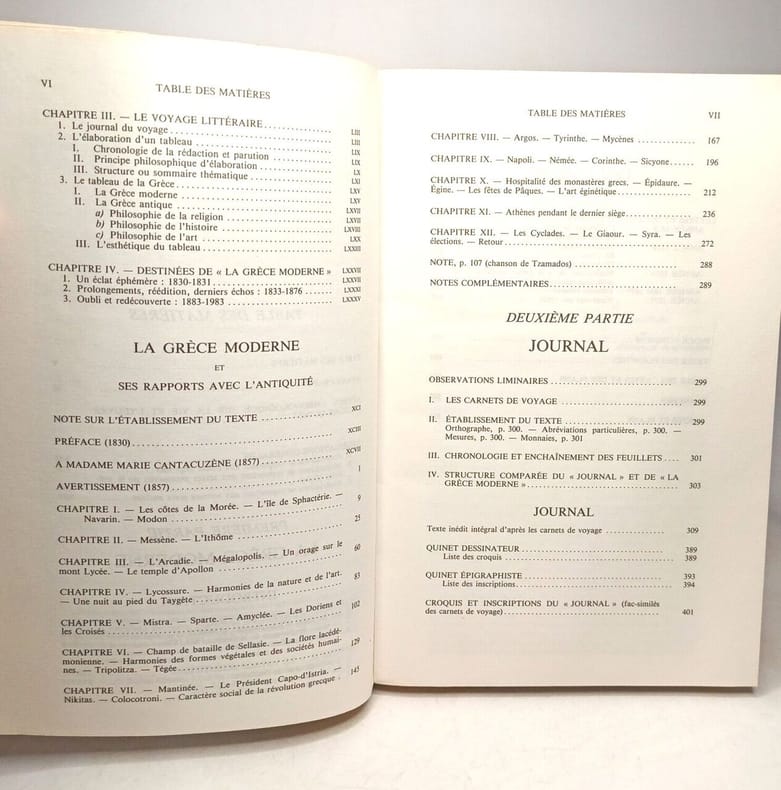 VI
TABLE DES MATIÈRES
CHAPITRE III. — LE VOYAGE LITTÉRAIRE LIII
1. Le journal du voyage LIII
2. L'élaboration d'un tableau LIX
I. Chronologie de la rédaction et parution LIX
II. Principe philosophique d'élaboration LX
III. Structure ou sommaire thématique LXI
3. Le tableau de la Grèce LXV
I. La Grèce moderne LXV
II. La Grèce antique LXVII
a) Philosophie de la religion LXVII
b) Philosophie de l'histoire LXVIII
c) Philosophie de l'art LXX
III. L'esthétique du tableau LXXIII
CHAPITRE IV. — DESTINÉES DE « LA GRÈCE MODERNE » LXXVII
1. Un éclat éphémère : 1830-1831 LXXVII
2. Prolongements, réédition, derniers échos : 1833-1876 LXXXI
3. Oubli et redécouverte : 1883-1983 LXXXV
LA GRÈCE MODERNE
ET
SES RAPPORTS AVEC L'ANTIQUITÉ
NOTE SUR L'ÉTABLISSEMENT DU TEXTE XCI
PRÉFACE (1830) XCIII
A MADAME MARIE CANTACUZÈNE (1857) XCVII
AVERTISSEMENT (1857) 1
CHAPITRE I. — Les côtes de la Morée. — L'île de Sphactérie. —
Navarin. — Modon 9
CHAPITRE II. — Messène. — L'Ithôme 25
CHAPITRE III. — L'Arcadie. — Mégalopolis. — Un orage sur le
mont Lycée. — Le temple d'Apollon 60
CHAPITRE IV. — Lycossure. — Harmonies de la nature et de l'art.
— Une nuit au pied du Taygète 83
CHAPITRE V. — Mistra. — Sparte. — Amyclée. — Les Doriens et
les Croisés 102
CHAPITRE VI. — Champ de bataille de Sellasie. — La flore lacédé-
monienne. — Harmonies des formes végétales et des sociétés humai-
nes. — Tripolitza. — Tégée 129
CHAPITRE VII. — Mantinée. — Le Président Capo-d'Istria. —
Nikitas. — Colocotroni. — Caractère social de la révolution grecque 145
TABLE DES MATIÈRES
VII
CHAPITRE VIII. — Argos. — Tyrinthe. — Mycènes 167
CHAPITRE IX. — Napoli. — Némée. — Corinthe. — Sicyone 196
CHAPITRE X. — Hospitalité des monastères grecs. — Épidaure. —
Égine. — Les fêtes de Pâques. — L'art éginétique 212
CHAPITRE XI. — Athènes pendant le dernier siège 236
CHAPITRE XII. — Les Cyclades. — Le Giaour. — Syra. — Les
élections. — Retour 272
NOTE, p. 107 (chanson de Tzamados) 288
NOTES COMPLÉMENTAIRES 289
DEUXIÈME PARTIE
JOURNAL
OBSERVATIONS LIMINAIRES 299
I. LES CARNETS DE VOYAGE 299
II. ÉTABLISSEMENT DU TEXTE 299
Orthographe, p. 300. — Abréviations particulières, p. 300. —
Mesures, p. 300. — Monnaies, p. 301
III. CHRONOLOGIE ET ENCHAÎNEMENT DES FEUILLETS 301
IV. STRUCTURE COMPARÉE DU « JOURNAL » ET DE « LA
GRÈCE MODERNE » 303
JOURNAL
Texte inédit intégral d'après les carnets de voyage 309
QUINET DESSINATEUR 389
Liste des croquis 389
QUINET ÉPIGRAPHISTE 393
Liste des inscriptions 394
CROQUIS ET INSCRIPTIONS DU « JOURNAL » (fac-similés
des carnets de voyage) 401